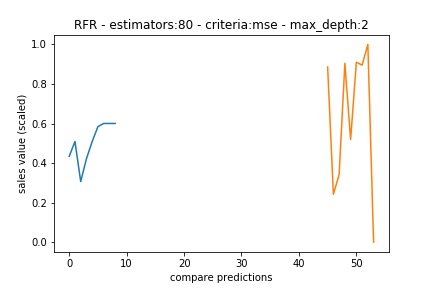 RFR - estimators:80 - criteria:mse - max_depth:2
1.0
0.8
0.6
0.4
0.2
0.0
sales value (scaled)
0 10 20 30 40 50
compare predictions